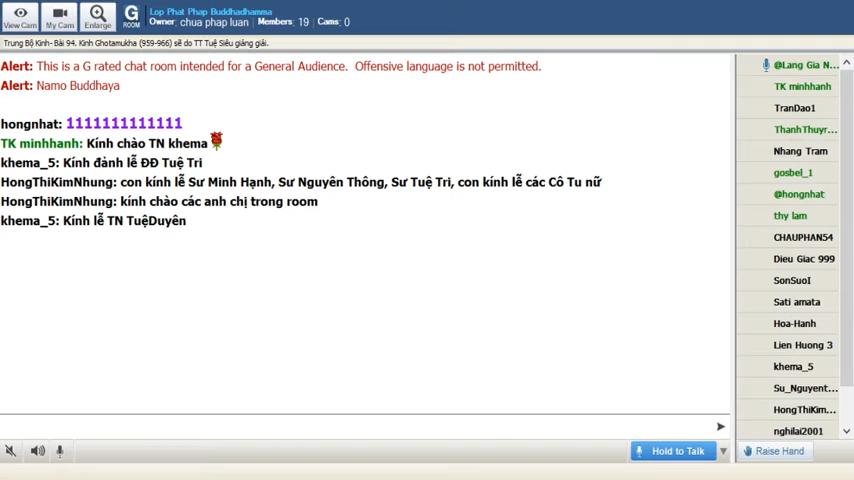 View Cam
My Cam
Enlarge
G
ROOM
Lop Phat Phap Buddhadhamma
Owner: chua phap luan Members: 19 Cams: 0
Trung Bộ Kinh- Bài 94. Kinh Ghotamukha (959-966) sẽ do TT Tuệ Siêu giảng giải.
Alert: This is a G rated chat room intended for a General Audience. Offensive language is not permitted.
Alert: Namo Buddhaya
hongnhat: 1111111111111
TK minhhanh: Kính chào TN khema
khema_5: Kính đảnh lễ ĐĐ Tuệ Tri
HongThiKimNhung: con kính lễ Sư Minh Hạnh, Sư Nguyên Thông, Sư Tuệ Tri, con kính lễ các Cô Tu nữ
HongThiKimNhung: kính chào các anh chị trong room
khema_5: Kính lễ TN TuệDuyên
@Lang Gia N...
TK minhhanh
TranDao1
ThanhThuyr...
Nhang Tram
gosbel_1
@hongnhat
thy lam
CHAUPHAN54
Dieu Giac 999
SonSuoI
Sati amata
Hoa-Hanh
Lien Huong 3
khema_5
Su_Nguyent...
HongThiKim...
nghilai2001
Hold to Talk
Raise Hand